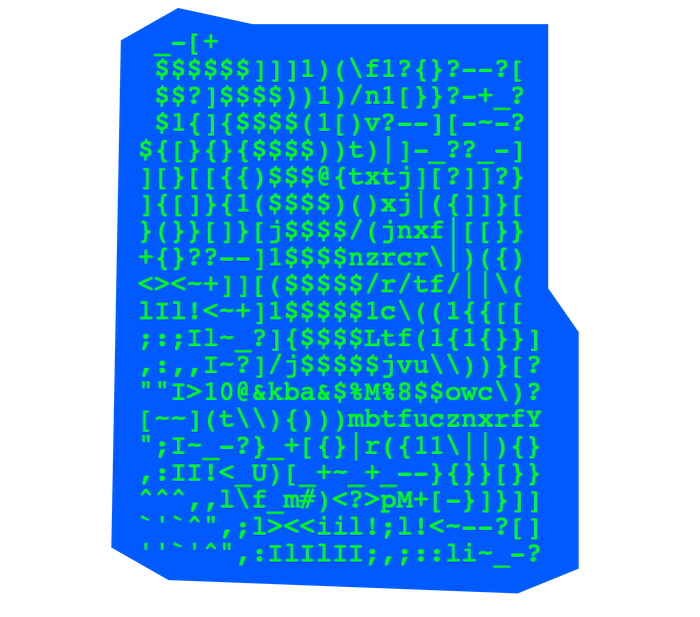 _-[+
$$$$$$]]]1)(\f1?{}?--?[
$$?]$$$$))1)/n1[}}?-+_?
$1{]{$$$$(1[)v?--][-~-?
${[}{}{$$$$))t)|]-_??_-]
][}[[{{)$$$@{txtj][?]]?}
]{[]}{1($$$$)()xj|({]]}[
}(}}[]}[j$$$$/(jnxf|[[}}
+{}??--]1$$$$nzrcr\|)({)
<><~+]][($$$$$/r/tf/||\(
lIl!<~+]1$$$$$1c\((1{{[[
;:;Il~_?]{$$$$Ltf(1{1{}}]
,:,,I~?]/j$$$$$jvu\\))}[?
""I>10@&kba&$%M%8$$owc\)?
[~~](t\\){)))mbtfucznxrfY
";I~_-?}_+[{}|r({11\||){}
,:II!<_U)[_+~_+_--}{}}[}}
^^^,,l\f_m#)<?>pM+[-}]}]]
`'`^",;l><<iil!;l!<~--?[]
''`'^",:IlIlII;,;::li~_-?